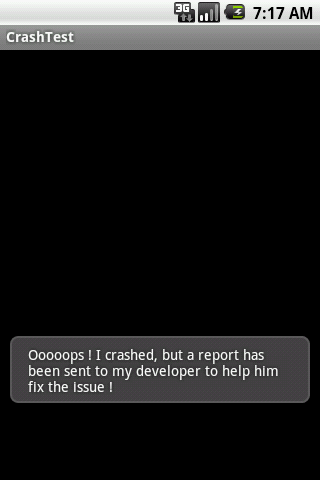 3G 7:17 AM
CrashTest
Ooooops ! I crashed, but a report has
been sent to my developer to help him
fix the issue !